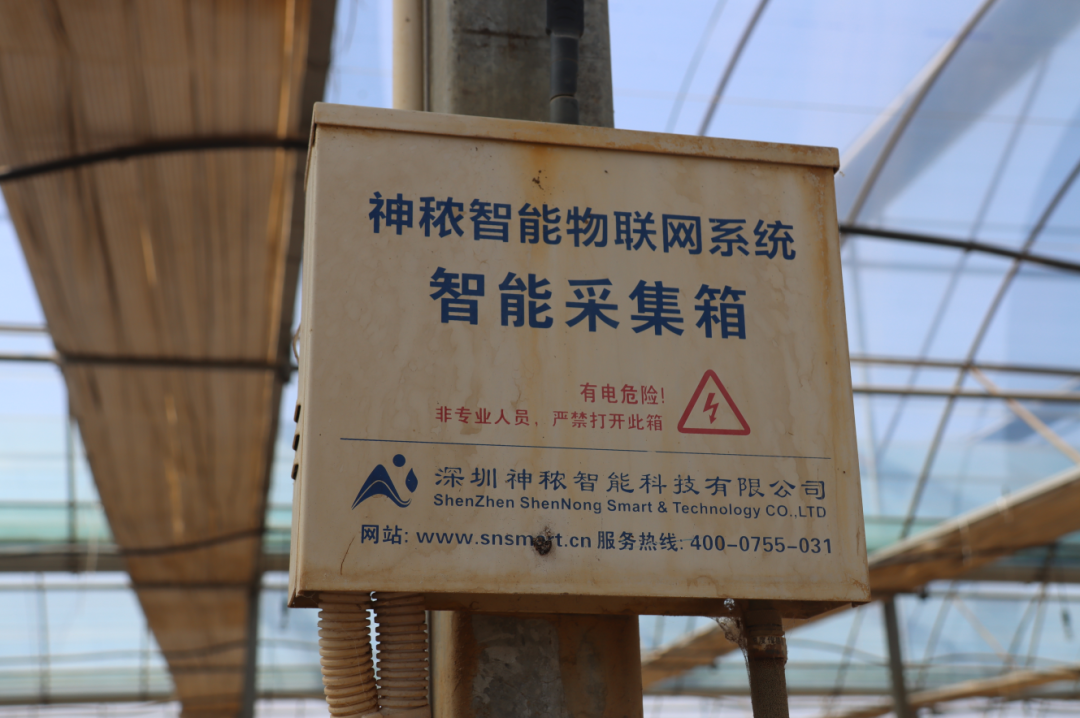 神秾智能物联网系统
智能采集箱
有电危险!
非专业人员，严禁打开此箱
深圳神秾智能科技有限公司
ShenZhen ShenNong Smart & Technology CO.,LTD
网站: www.snsmart.cn 服务热线: 400-0755-031